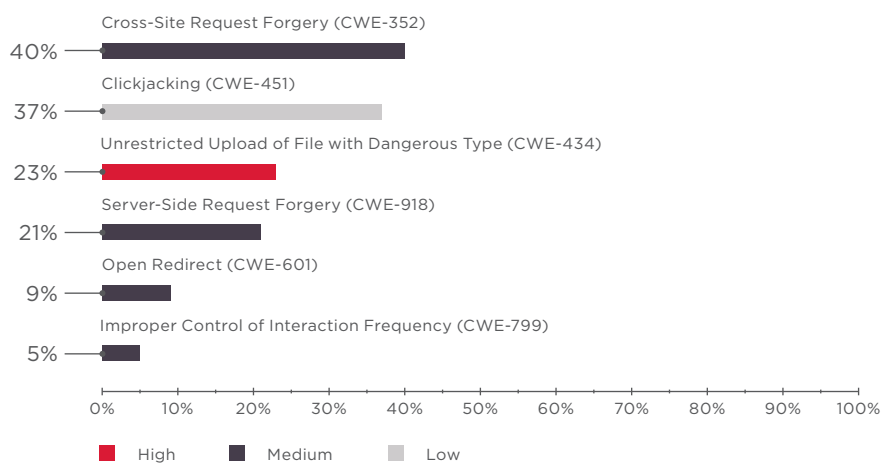 Cross-Site Request Forgery (CWE-352)
40%
Clickjacking (CWE-451)
37%
Unrestricted Upload of File with Dangerous Type (CWE-434)
23%
Server-Side Request Forgery (CWE-918)
21%
Open Redirect (CWE-601)
9%
Improper Control of Interaction Frequency (CWE-799)
5%
0% 10% 20% 30% 40% 50% 60% 70% 80% 90% 100%
High Medium Low